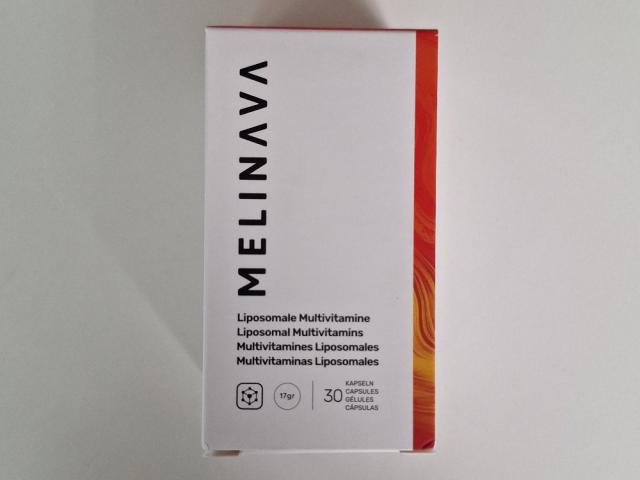 MELINAVA
Liposomale Multivitamine
Liposomal Multivitamins
Multivitamines Liposomales
Multivitaminas Liposomales
17gr
30
KAPSELN
CAPSULES
GÉLULES
CÁPSULAS